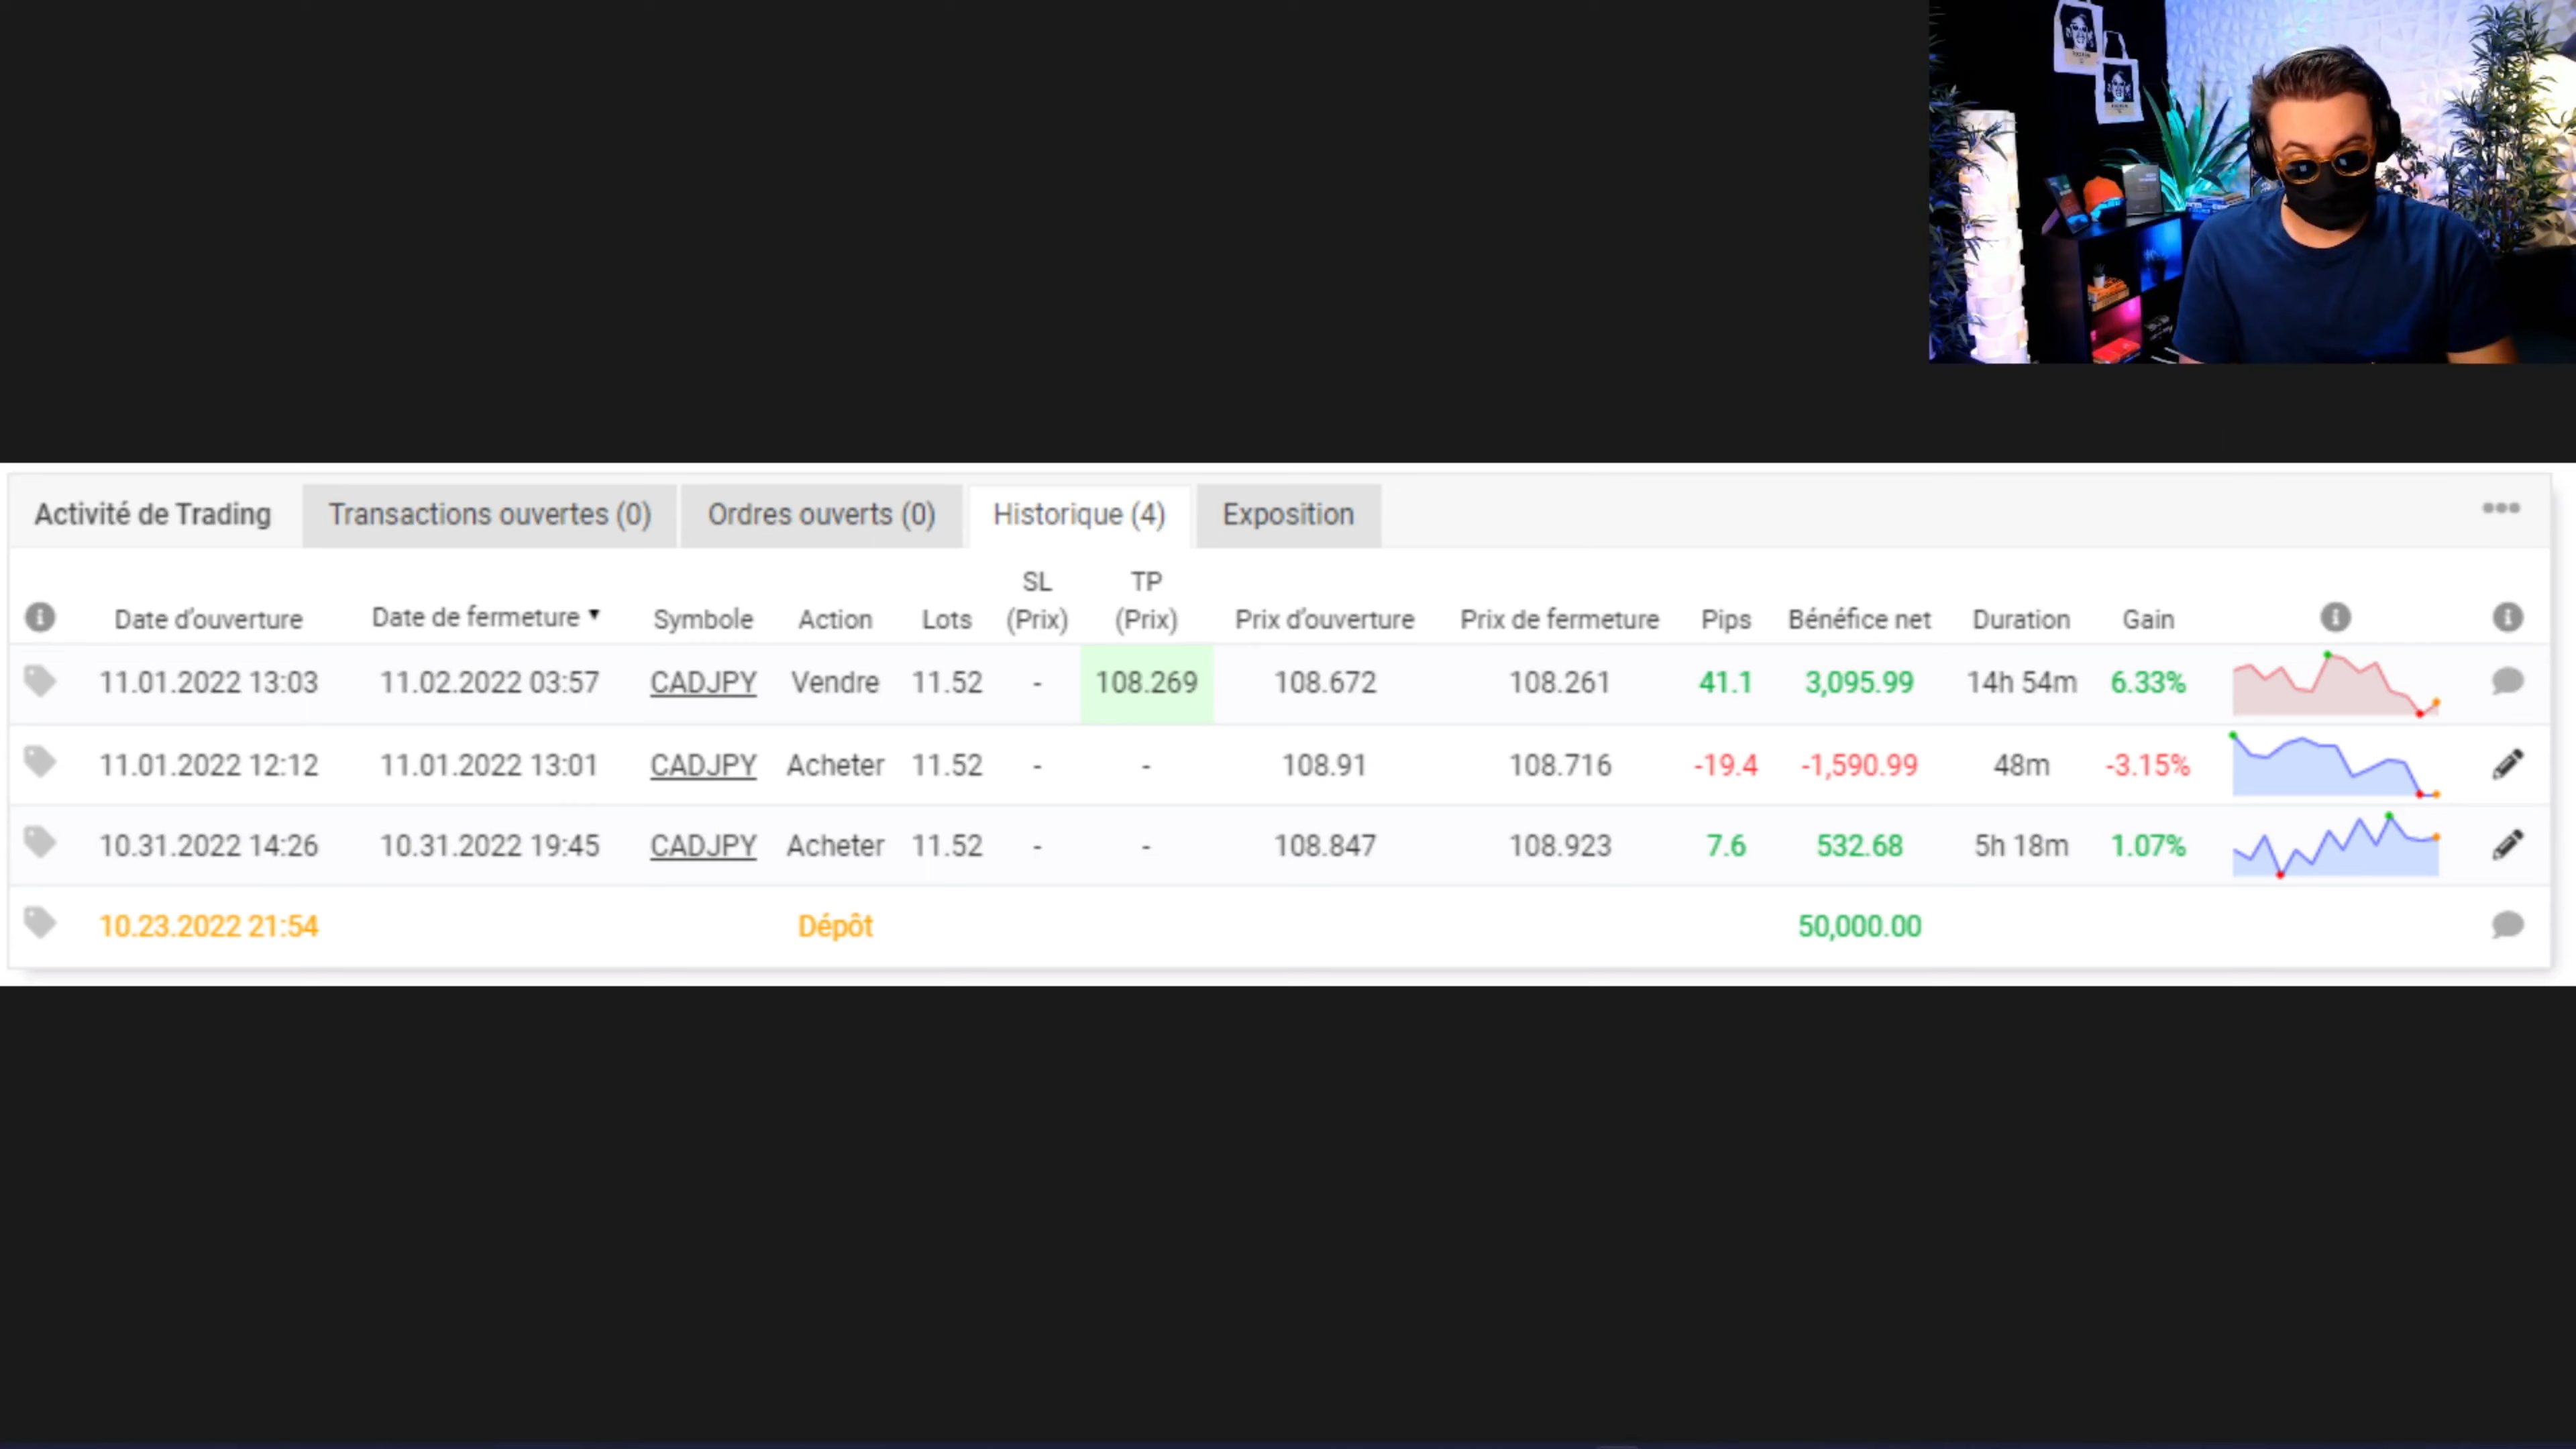 Activité de Trading Transactions ouvertes (0) Ordres ouverts (0) Historique (4) Exposition
Date d'ouverture Date de fermeture ▼ Symbole Action Lots SL (Prix) TP (Prix) Prix d'ouverture Prix de fermeture Pips Bénéfice net Duration Gain
11.01.2022 13:03 11.02.2022 03:57 CADJPY Vendre 11.52 - 108.269 108.672 108.261 41.1 3,095.99 14h 54m 6.33%
11.01.2022 12:12 11.01.2022 13:01 CADJPY Acheter 11.52 - - 108.91 108.716 -19.4 -1,590.99 48m -3.15%
10.31.2022 14:26 10.31.2022 19:45 CADJPY Acheter 11.52 - - 108.847 108.923 7.6 532.68 5h 18m 1.07%
10.23.2022 21:54 Dépôt 50,000.00